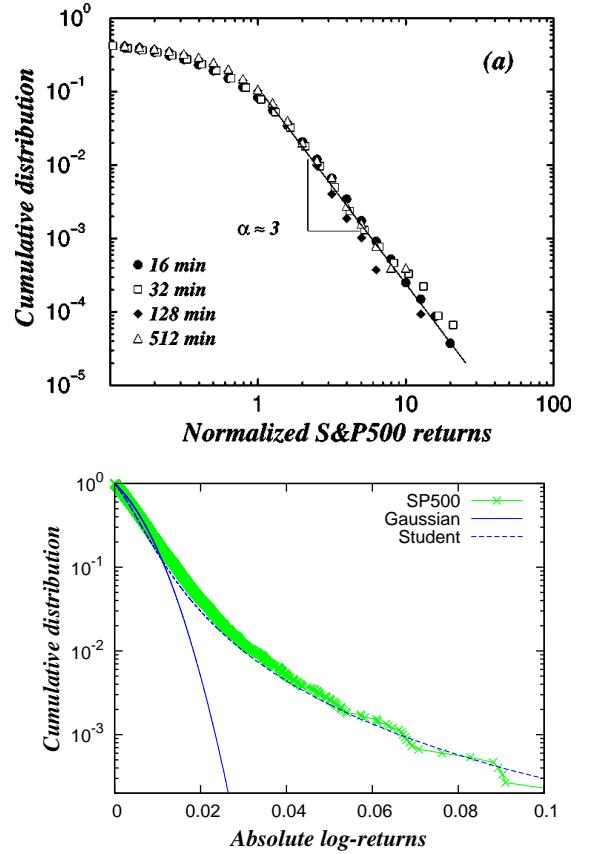 10^0
(a)
10^-1
10^-2
10^-3
10^-4
10^-5
Cumulative distribution
α ≈ 3
16 min
32 min
128 min
512 min
1 10 100
Normalized S&P500 returns
10^0
10^-1
10^-2
10^-3
Cumulative distribution
SP500
Gaussian
Student
0 0.02 0.04 0.06 0.08 0.1
Absolute log-returns